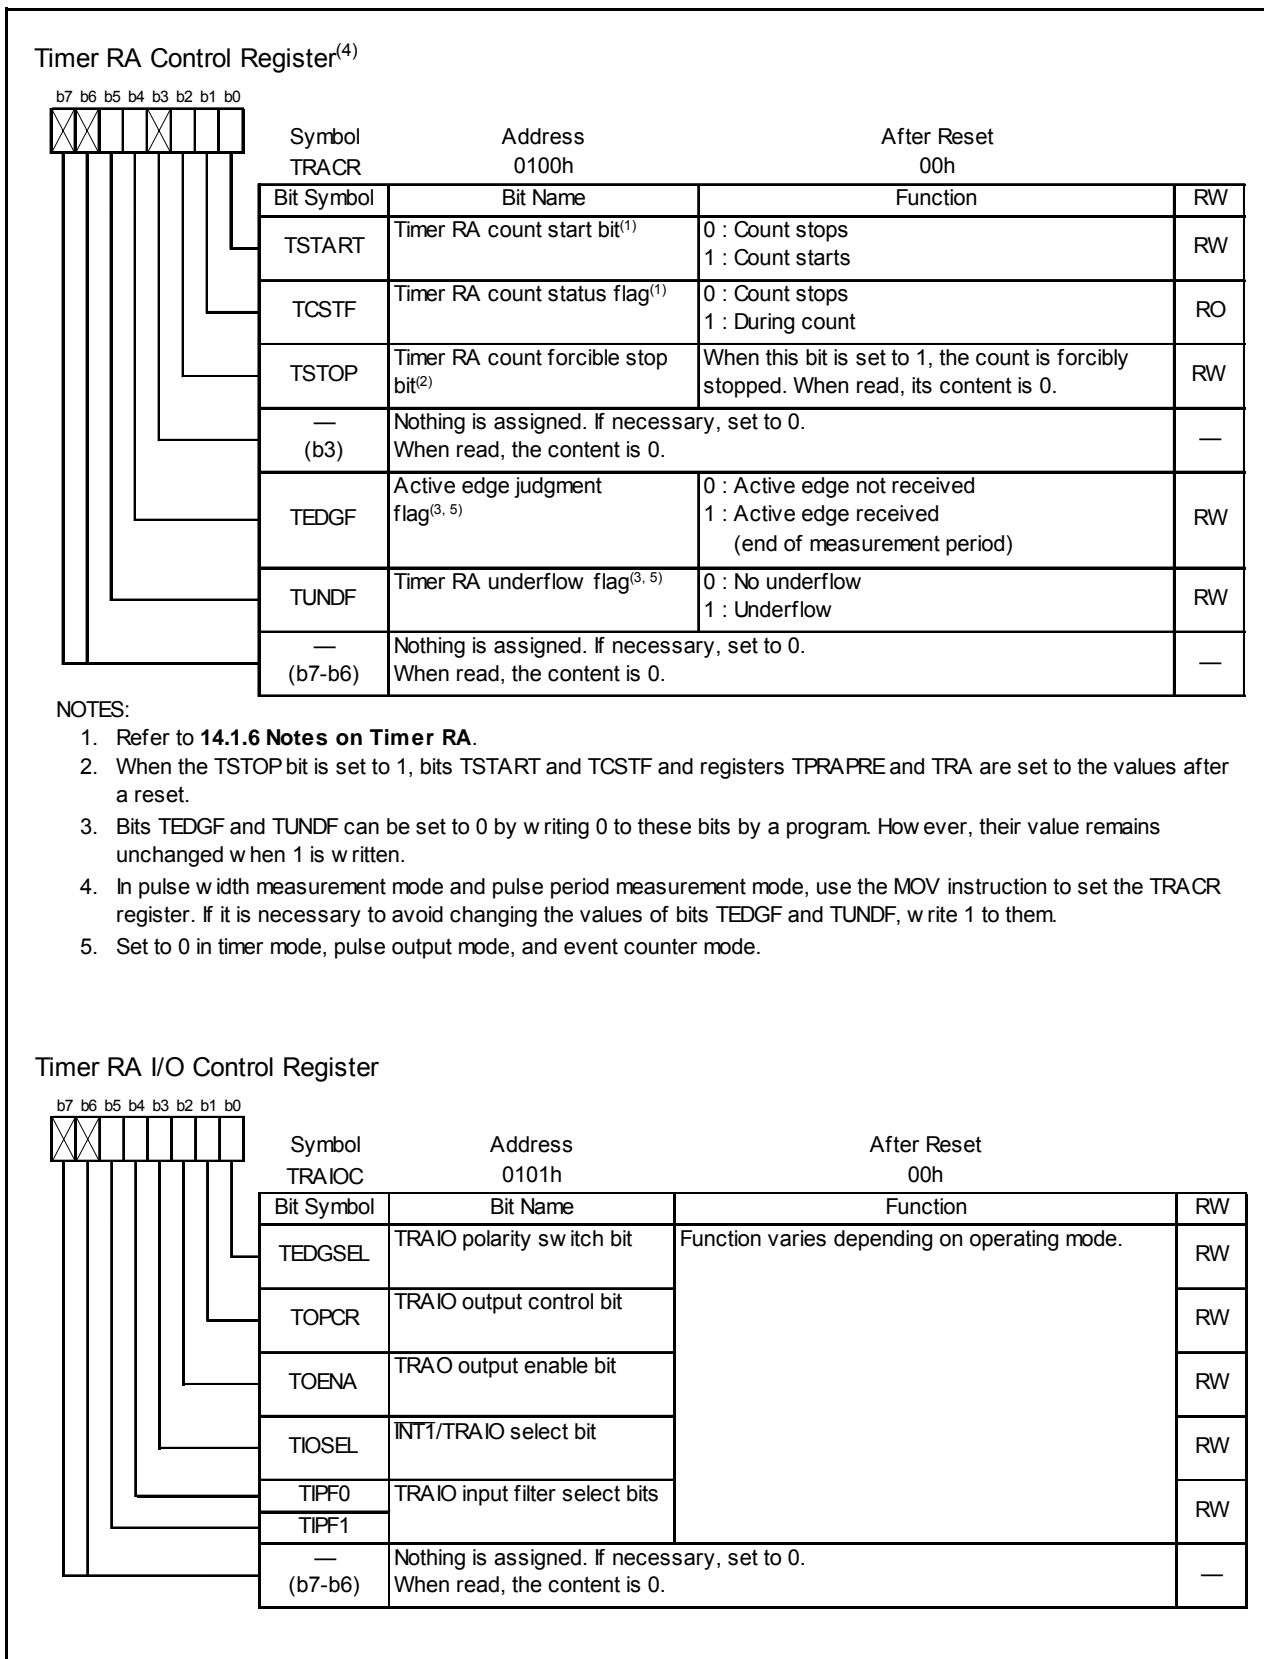 Timer RA Control Register(4)
b7 b6 b5 b4 b3 b2 b1 b0
Symbol Address After Reset
TRACR 0100h 00h
Bit Symbol Bit Name Function RW
TSTART Timer RA count start bit(1) 0 : Count stops
1 : Count starts RW
TCSTF Timer RA count status flag(1) 0 : Count stops
1 : During count RO
TSTOP Timer RA count forcible stop
bit(2) When this bit is set to 1, the count is forcibly
stopped. When read, its content is 0. RW
—
(b3) Nothing is assigned. If necessary, set to 0.
When read, the content is 0. —
TEDGF Active edge judgment
flag(3, 5) 0 : Active edge not received
1 : Active edge received
(end of measurement period) RW
TUNDF Timer RA underflow flag(3, 5) 0 : No underflow
1 : Underflow RW
—
(b7-b6) Nothing is assigned. If necessary, set to 0.
When read, the content is 0. —
NOTES:
1. Refer to 14.1.6 Notes on Timer RA.
2. When the TSTOP bit is set to 1, bits TSTART and TCSTF and registers TPRAPRE and TRA are set to the values after
a reset.
3. Bits TEDGF and TUNDF can be set to 0 by writing 0 to these bits by a program. However, their value remains
unchanged when 1 is written.
4. In pulse width measurement mode and pulse period measurement mode, use the MOV instruction to set the TRACR
register. If it is necessary to avoid changing the values of bits TEDGF and TUNDF, write 1 to them.
5. Set to 0 in timer mode, pulse output mode, and event counter mode.
Timer RA I/O Control Register
b7 b6 b5 b4 b3 b2 b1 b0
Symbol Address After Reset
TRAIOC 0101h 00h
Bit Symbol Bit Name Function RW
TEDGSEL TRAIO polarity switch bit Function varies depending on operating mode. RW
TOPCR TRAIO output control bit RW
TOENA TRAO output enable bit RW
TIOSEL INT1/TRAIO select bit RW
TIPF0 TRAIO input filter select bits RW
TIPF1
—
(b7-b6) Nothing is assigned. If necessary, set to 0.
When read, the content is 0. —